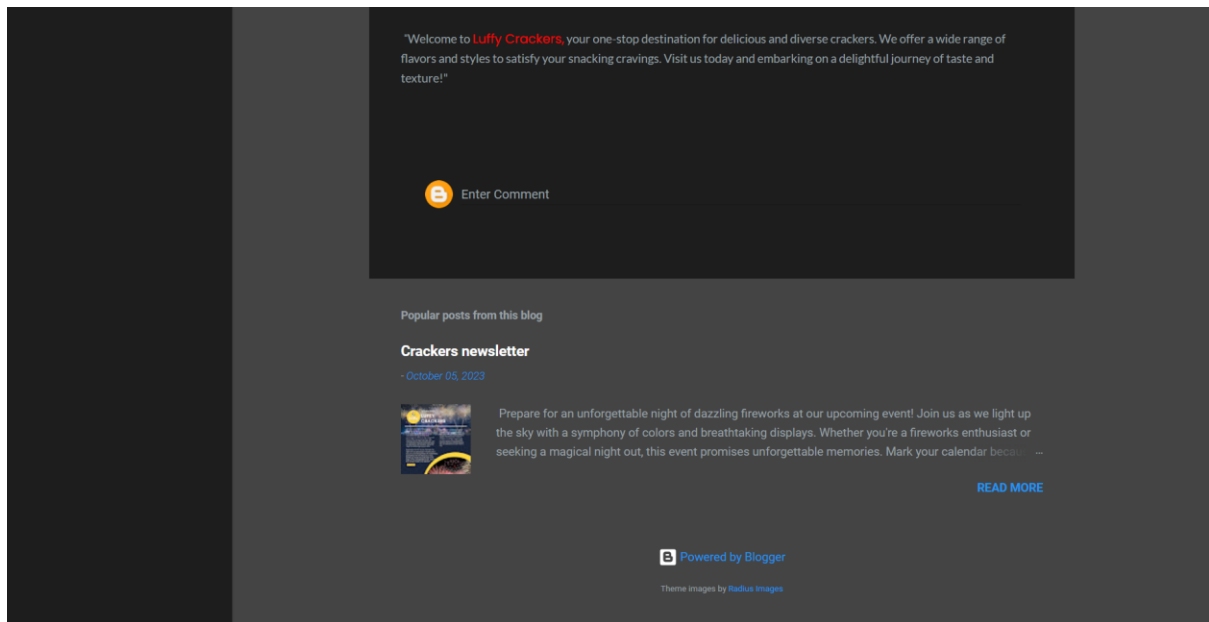 "Welcome to Luffy Crackers, your one-stop destination for delicious and diverse crackers. We offer a wide range of
flavors and styles to satisfy your snacking cravings. Visit us today and embarking on a delightful journey of taste and
texture!"
Enter Comment
Popular posts from this blog
Crackers newsletter
- October 05, 2023
Prepare for an unforgettable night of dazzling fireworks at our upcoming event! Join us as we light up
the sky with a symphony of colors and breathtaking displays. Whether you're a fireworks enthusiast or
seeking a magical night out, this event promises unforgettable memories. Mark your calendar because ...
READ MORE
Powered by Blogger
Theme images by Radius Images